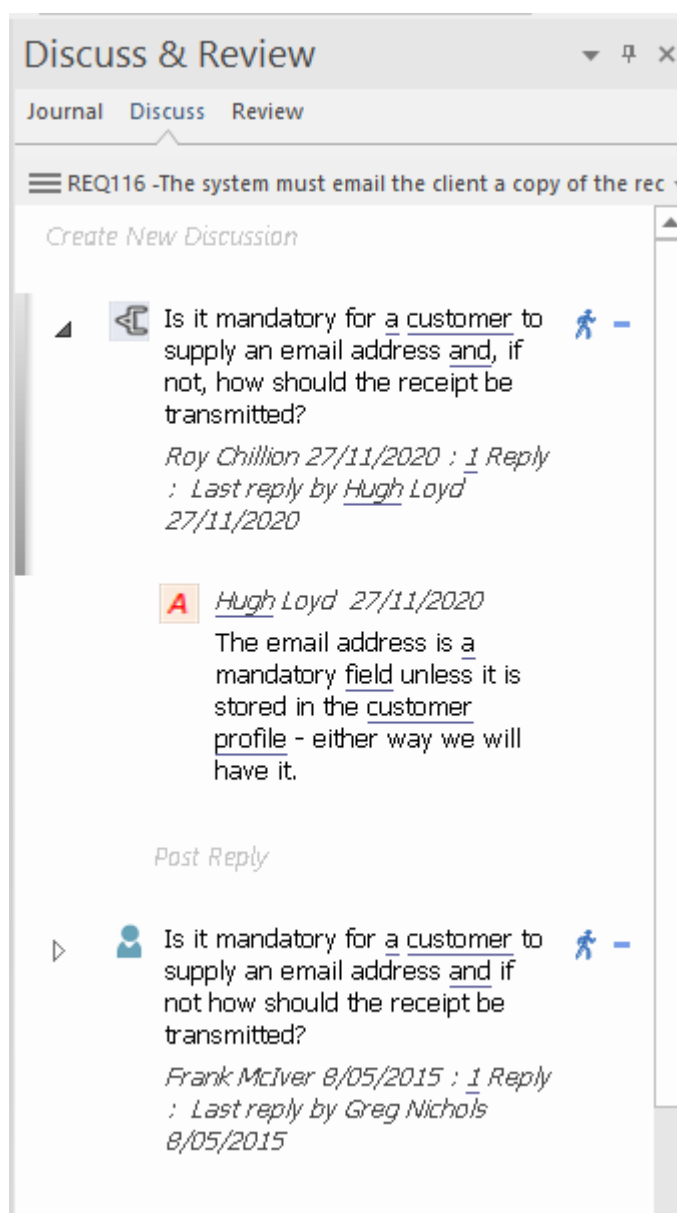 Discuss & Review
Journal Discuss Review
REQ116 -The system must email the client a copy of the rec
Create New Discussion
Is it mandatory for a customer to
supply an email address and, if
not, how should the receipt be
transmitted?
Roy Chillion 27/11/2020 : 1 Reply
: Last reply by Hugh Loyd
27/11/2020
A Hugh Loyd 27/11/2020
The email address is a
mandatory field unless it is
stored in the customer
profile - either way we will
have it.
Post Reply
Is it mandatory for a customer to
supply an email address and if
not how should the receipt be
transmitted?
Frank McIver 8/05/2015 : 1 Reply
: Last reply by Greg Nichols
8/05/2015